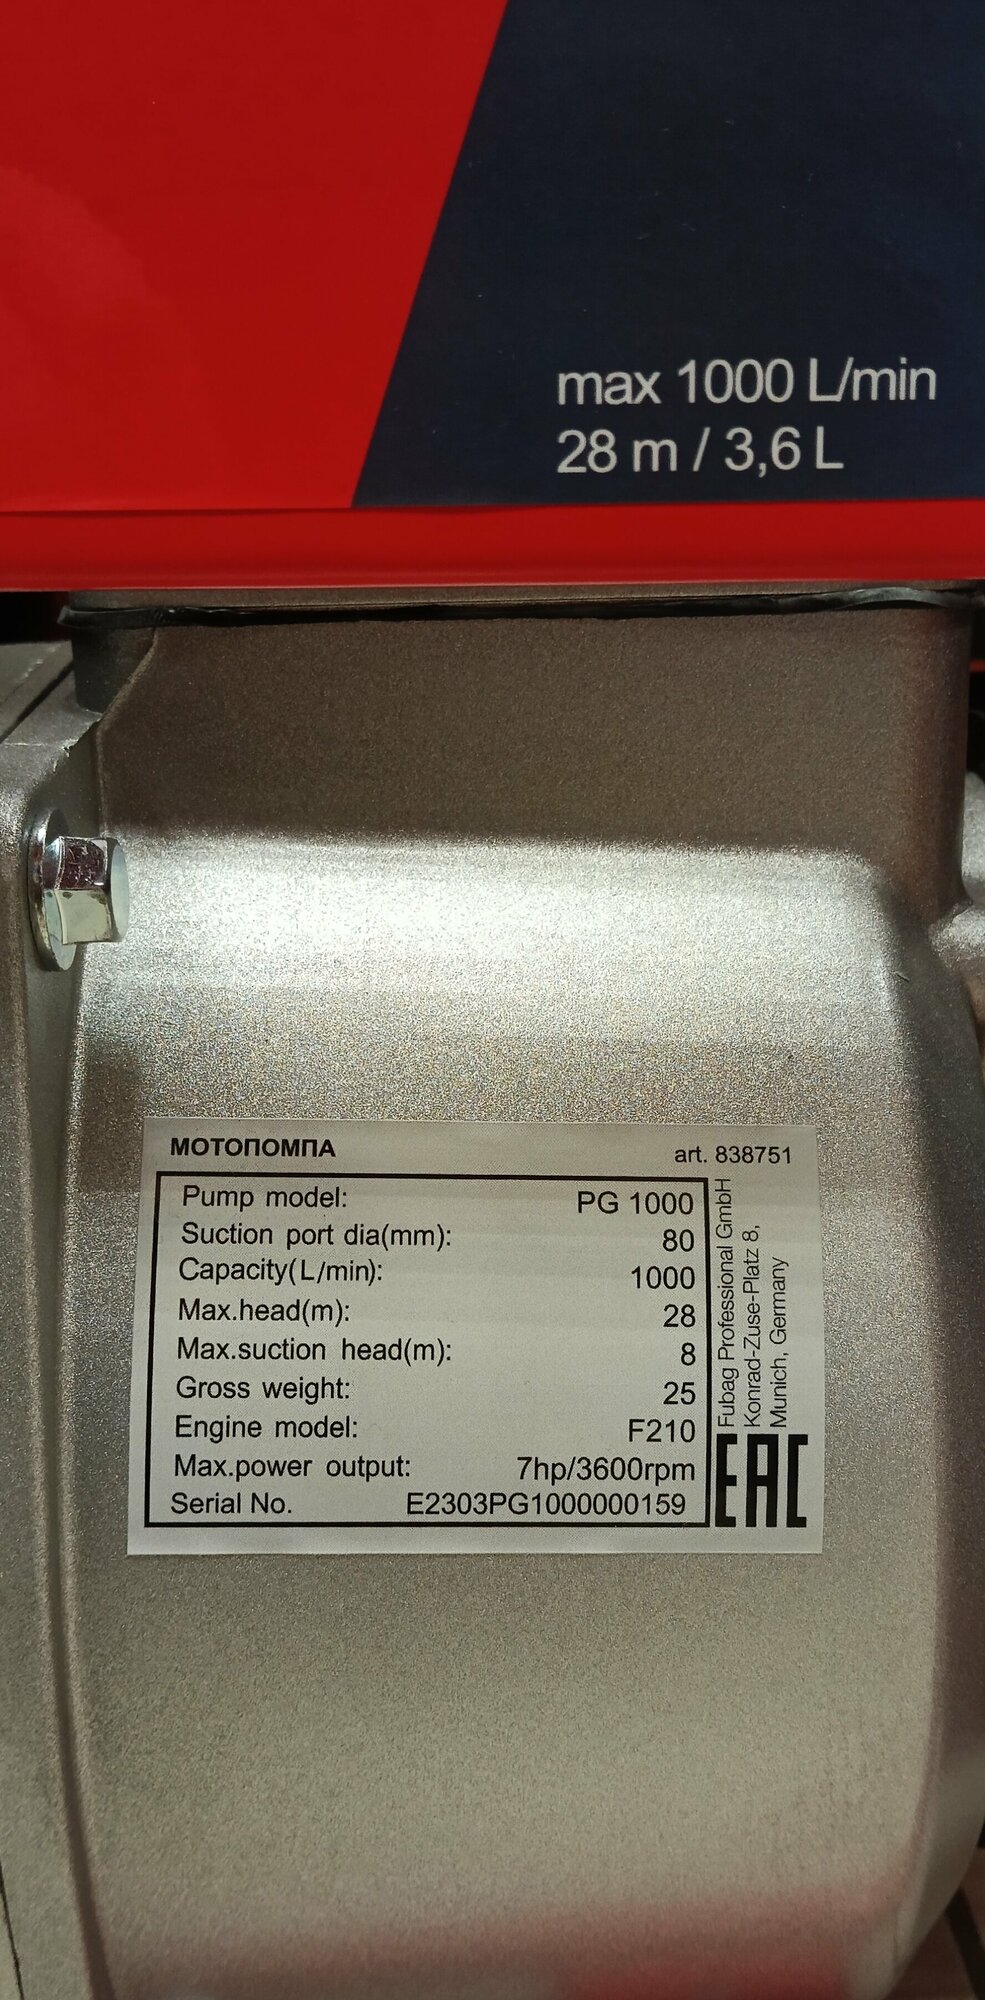 max 1000 L/min
28 m / 3,6 L
МОТОПОМПА art. 838751
Pump model: PG 1000
Suction port dia(mm): 80
Capacity(L/min): 1000
Max.head(m): 28
Max.suction head(m): 8
Gross weight: 25
Engine model: F210
Max.power output: 7hp/3600rpm
Serial No. E2303PG1000000159
Fubag Professional GmbH
Konrad-Zuse-Platz 8,
Munich, Germany
EAC